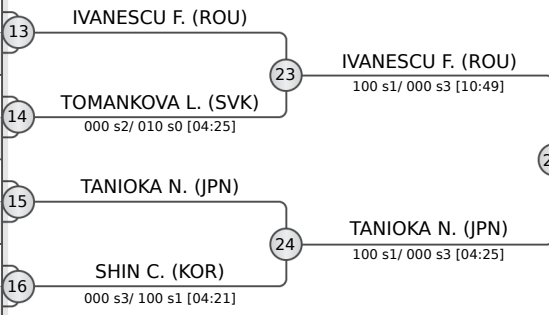 IVANESCU F. (ROU)
13
23
IVANESCU F. (ROU)
100 s1/ 000 s3 [10:49]
TOMANKOVA L. (SVK)
14
000 s2/ 010 s0 [04:25]
TANIOKA N. (JPN)
15
24
TANIOKA N. (JPN)
100 s1/ 000 s3 [04:25]
SHIN C. (KOR)
16
000 s3/ 100 s1 [04:21]